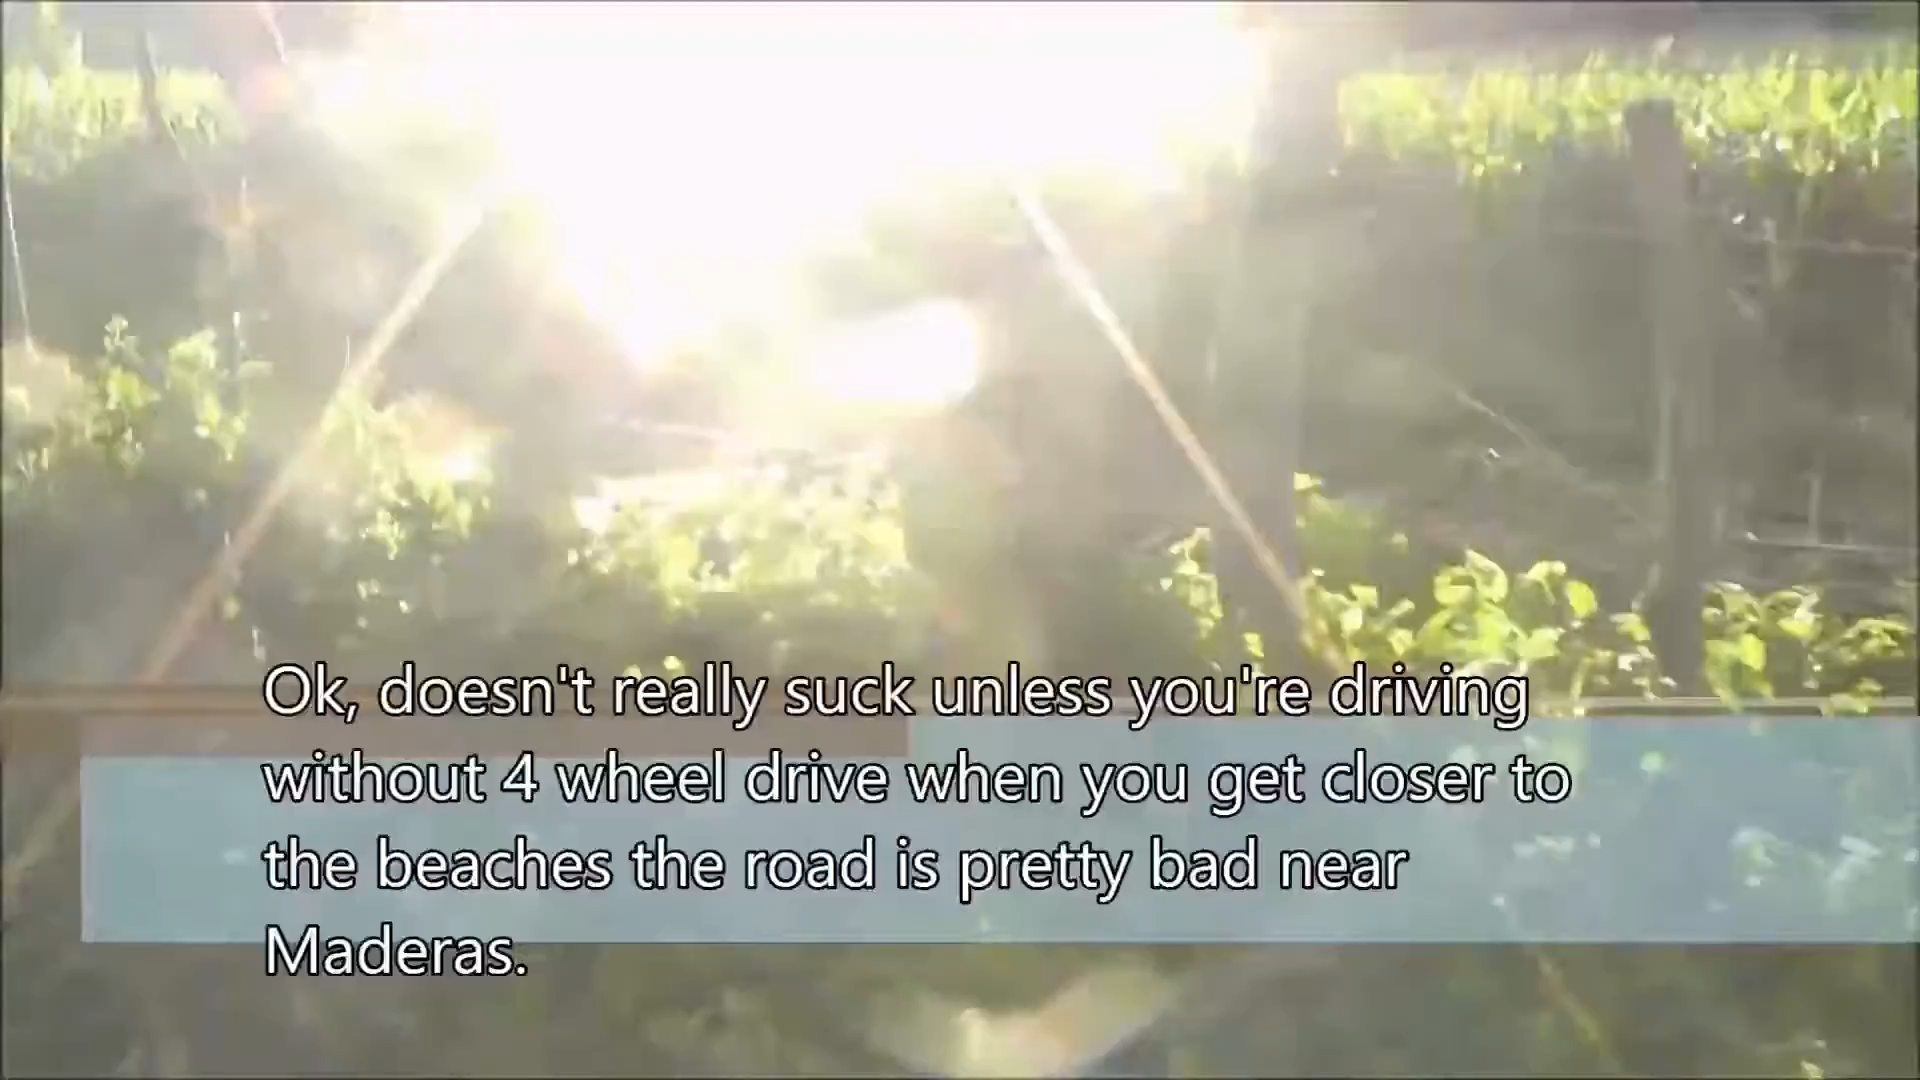 Ok, doesn't really suck unless you're driving
without 4 wheel drive when you get closer to
the beaches the road is pretty bad near
Maderas.